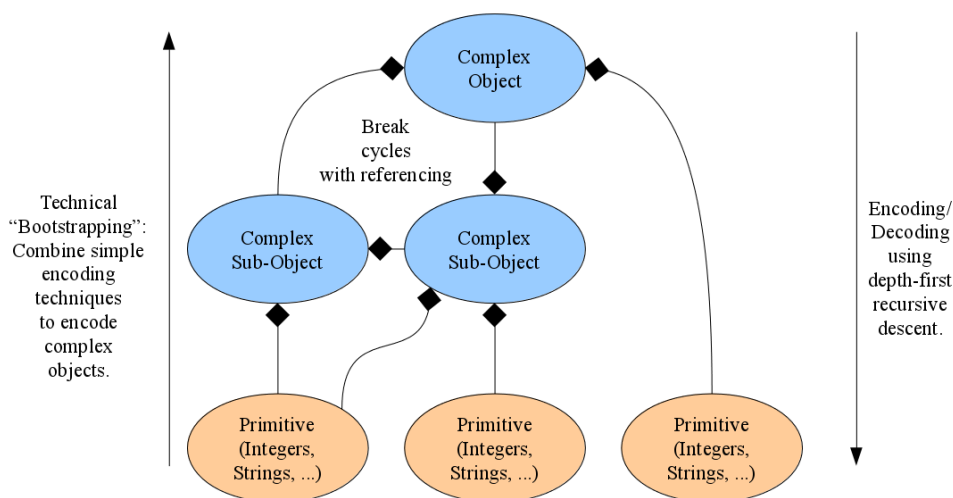 Complex
Object
Break
cycles
with referencing
Technical
“Bootstrapping”:
Combine simple
encoding
techniques
to encode
complex
objects.
Complex
Sub-Object
Complex
Sub-Object
Encoding/
Decoding
using
depth-first
recursive
descent.
Primitive
(Integers,
Strings, ...)
Primitive
(Integers,
Strings, ...)
Primitive
(Integers,
Strings, ...)